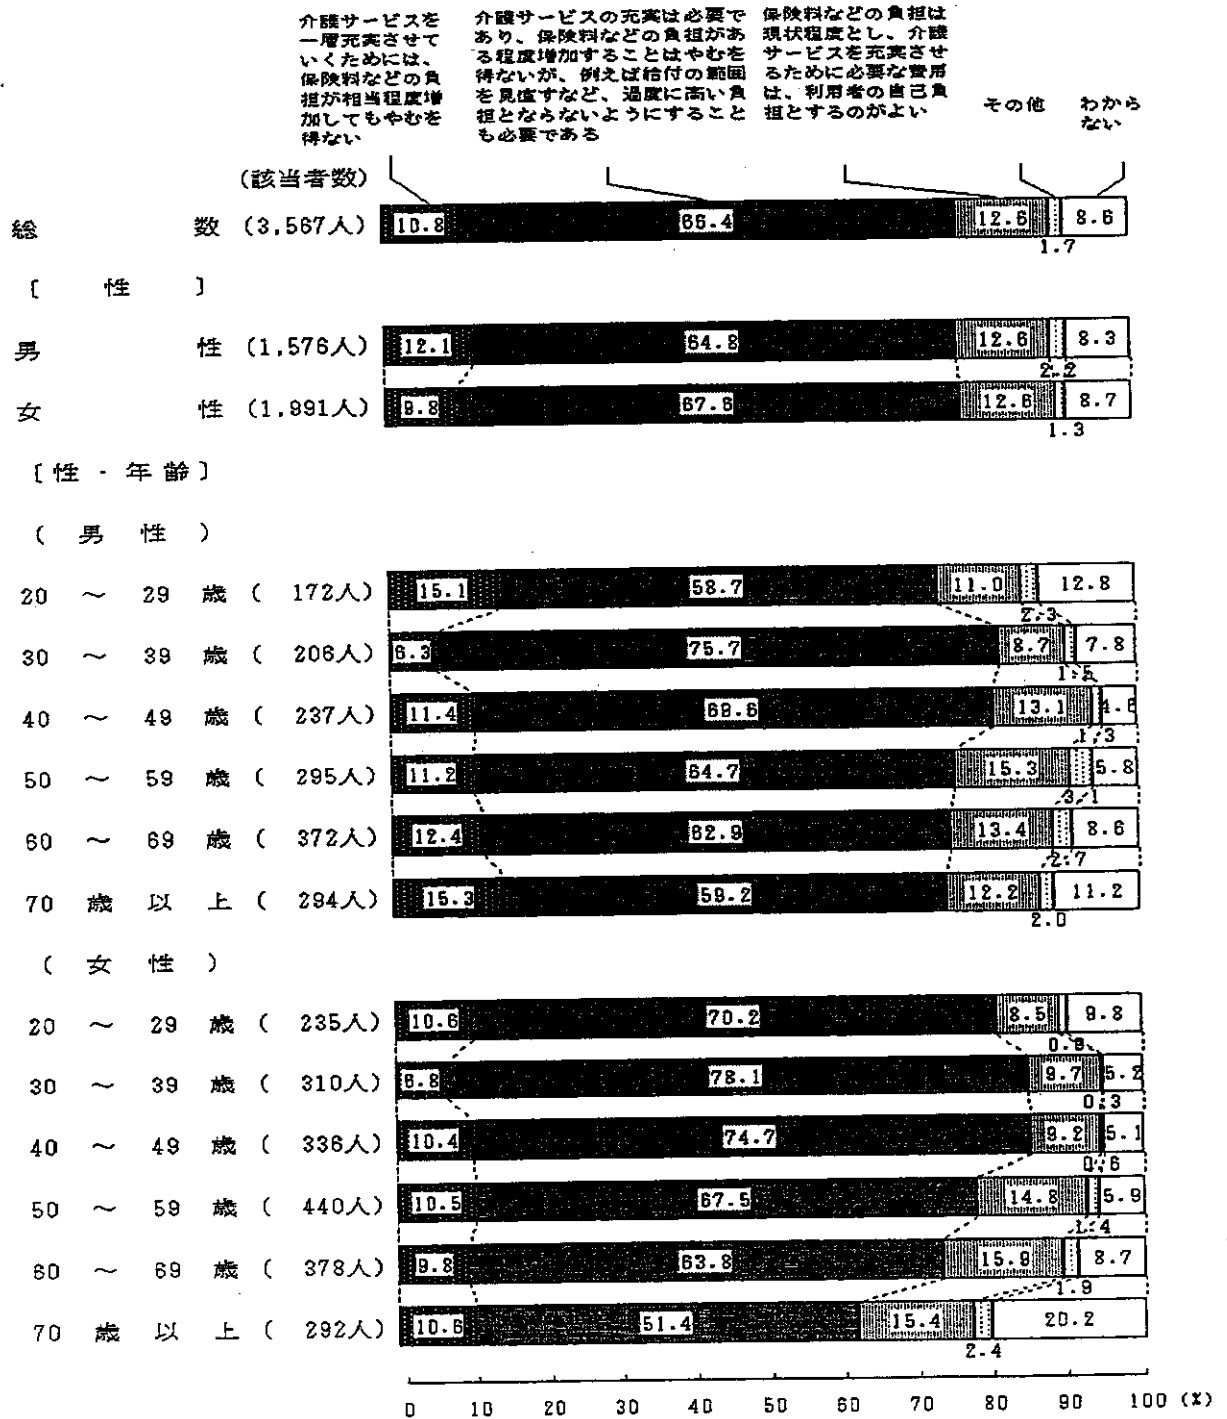 介護サービスを
一層充実させて
いくためには、
保険料などの負
担が相当程度増
加してもやむを
得ない
介護サービスの充実は必要で
あり、保険料などの負担があ
る程度増加することはやむを
得ないが、例えば給付の範囲
を見直すなど、過度に高い負
担とならないようにすること
も必要である
保険料などの負担は
現状程度とし、介護
サービスを充実させ
るために必要な費用
は、利用者の自己負
担とするのがよい
その他
わから
ない
(該当者数)
総 数 (3,567人) 10.8 66.4 12.6 8.6
1.7
[ 性 ]
男 性 (1,576人) 12.1 64.8 12.6 8.3
2.2
女 性 (1,991人) 9.8 67.6 12.6 8.7
1.3
[性・年齢]
( 男 性 )
20 ～ 29 歳 ( 172人) 15.1 58.7 11.0 12.8
2.3
30 ～ 39 歳 ( 206人) 6.3 75.7 8.7 7.8
1.5
40 ～ 49 歳 ( 237人) 11.4 69.6 13.1 4.6
1.3
50 ～ 59 歳 ( 295人) 11.2 64.7 15.3 5.8
3.1
60 ～ 69 歳 ( 372人) 12.4 62.9 13.4 8.6
2.7
70 歳 以 上 ( 294人) 15.3 59.2 12.2 11.2
2.0
( 女 性 )
20 ～ 29 歳 ( 235人) 10.6 70.2 8.5 9.8
0.9
30 ～ 39 歳 ( 310人) 6.8 78.1 9.7 5.2
0.3
40 ～ 49 歳 ( 336人) 10.4 74.7 9.2 5.1
0.6
50 ～ 59 歳 ( 440人) 10.5 67.5 14.8 5.9
1.4
60 ～ 69 歳 ( 378人) 9.8 63.8 15.9 8.7
1.9
70 歳 以 上 ( 292人) 10.6 51.4 15.4 20.2
2.4
0 10 20 30 40 50 60 70 80 90 100 (%)